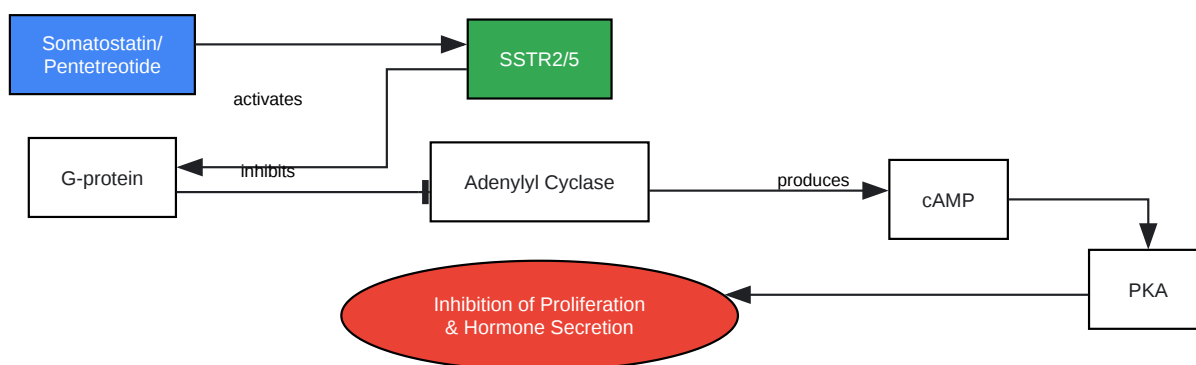 Somatostatin/
Pentetreotide
SSTR2/5
activates
G-protein
inhibits
Adenylyl Cyclase
produces
cAMP
PKA
Inhibition of Proliferation
& Hormone Secretion